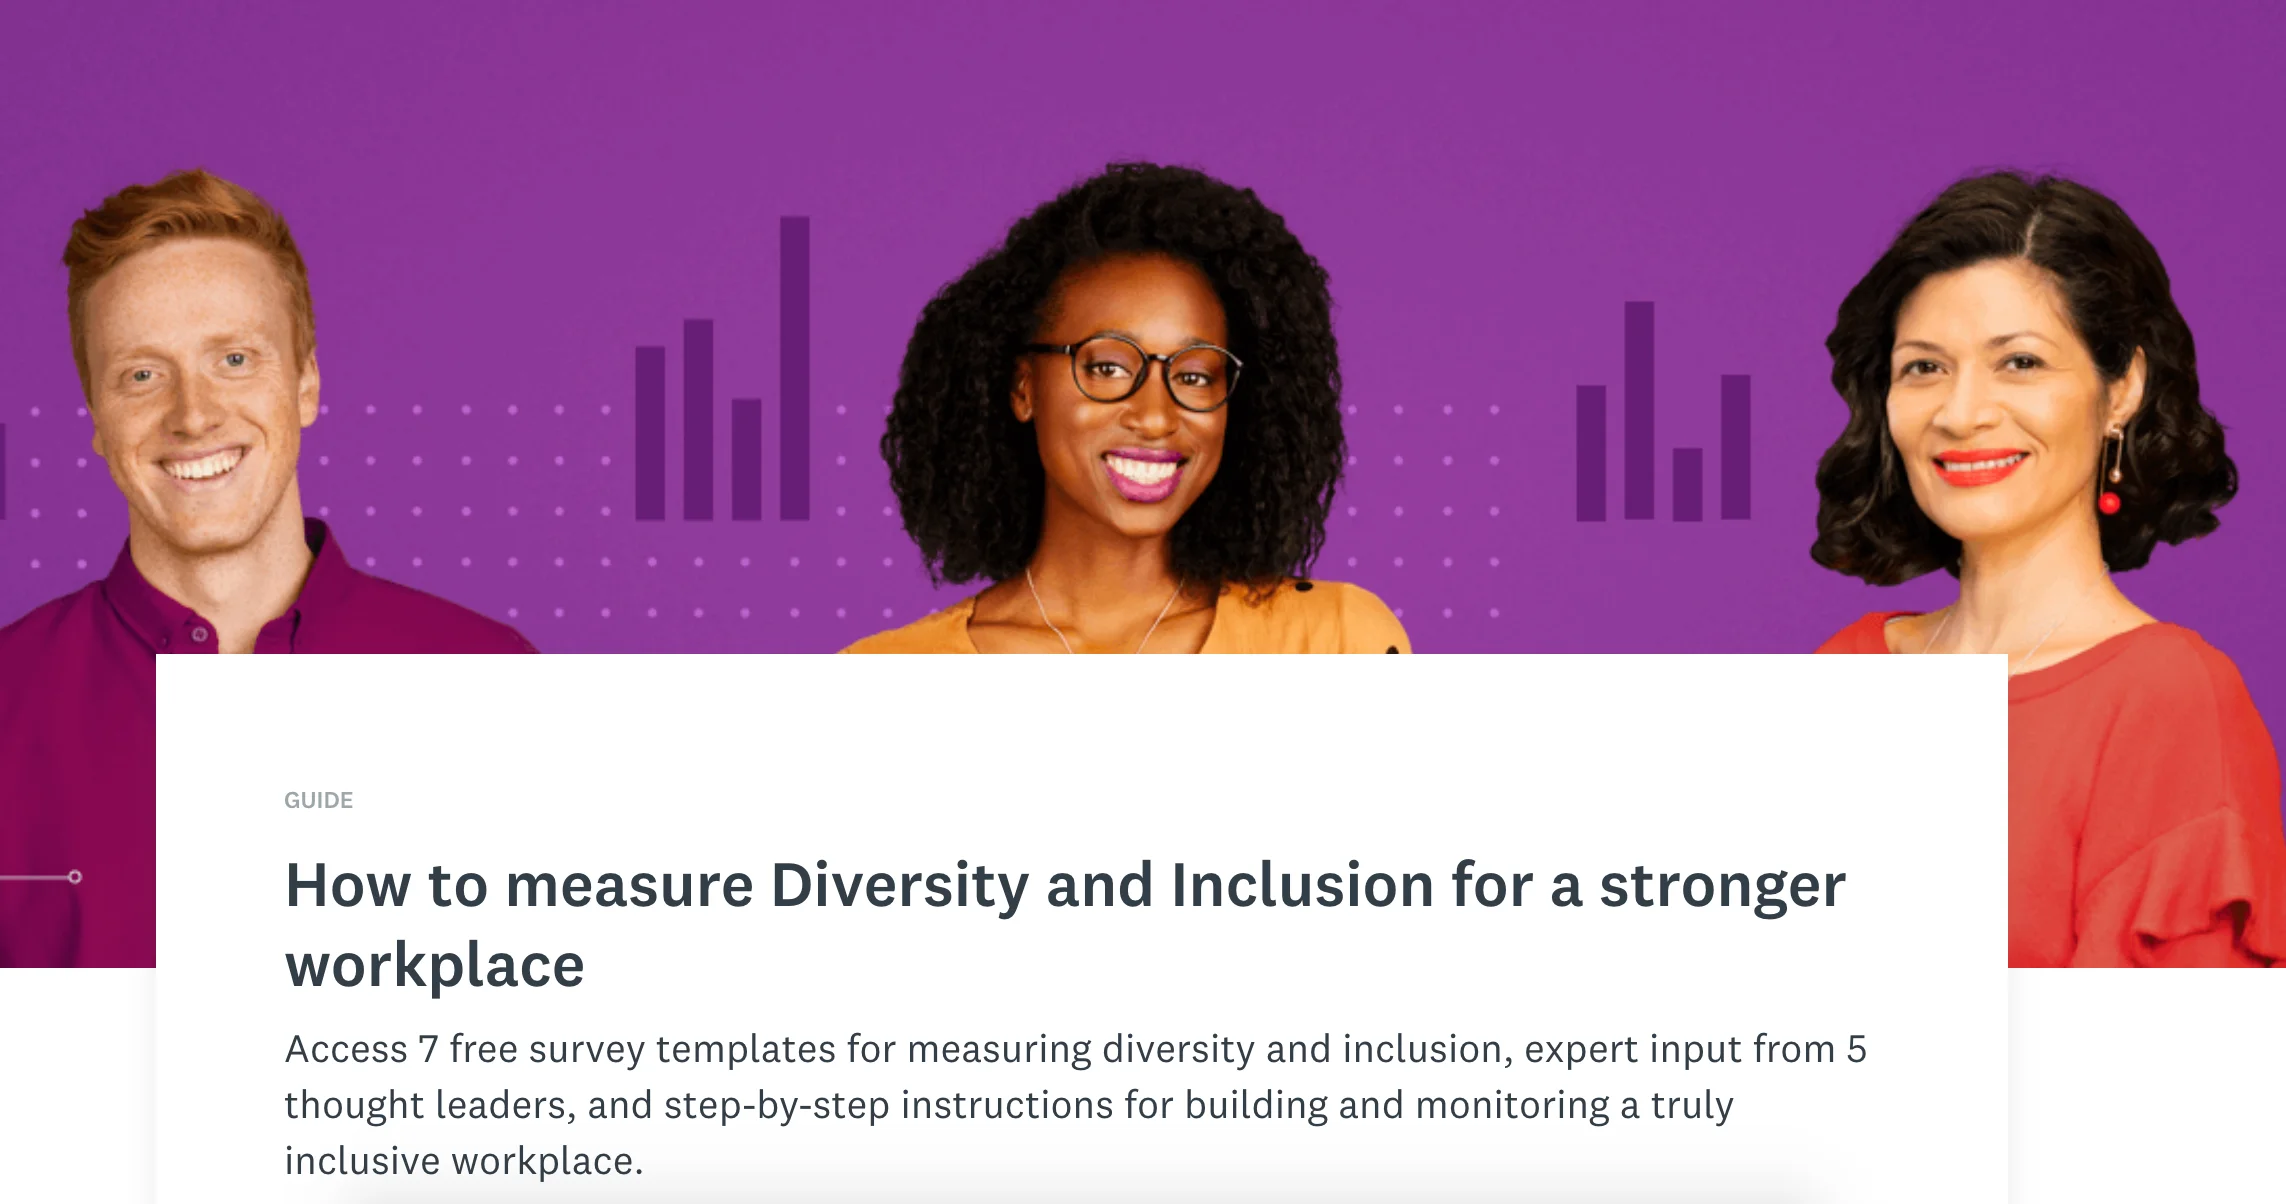 GUIDE
How to measure Diversity and Inclusion for a stronger
workplace
Access 7 free survey templates for measuring diversity and inclusion, expert input from 5
thought leaders, and step-by-step instructions for building and monitoring a truly
inclusive workplace.